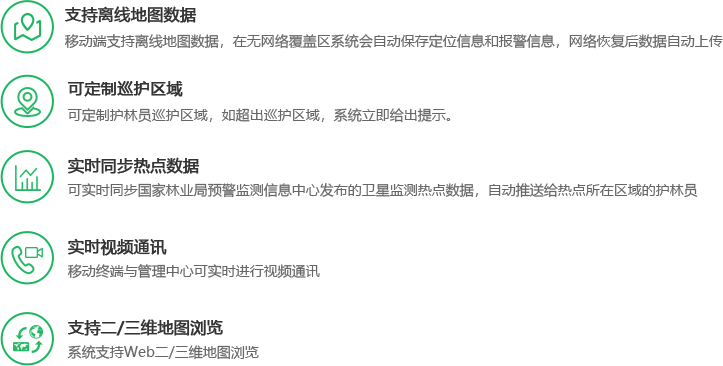 支持离线地图数据
移动端支持离线地图数据，在无网络覆盖区系统会自动保存定位信息和报警信息，网络恢复后数据自动上传
可定制巡护区域
可定制护林员巡护区域，如超出巡护区域，系统立即给出提示。
实时同步热点数据
可实时同步国家林业局预警监测信息中心发布的卫星监测热点数据，自动推送给热点所在区域的护林员
实时视频通讯
移动终端与管理中心可实时进行视频通讯
支持二/三维地图浏览
系统支持Web二/三维地图浏览